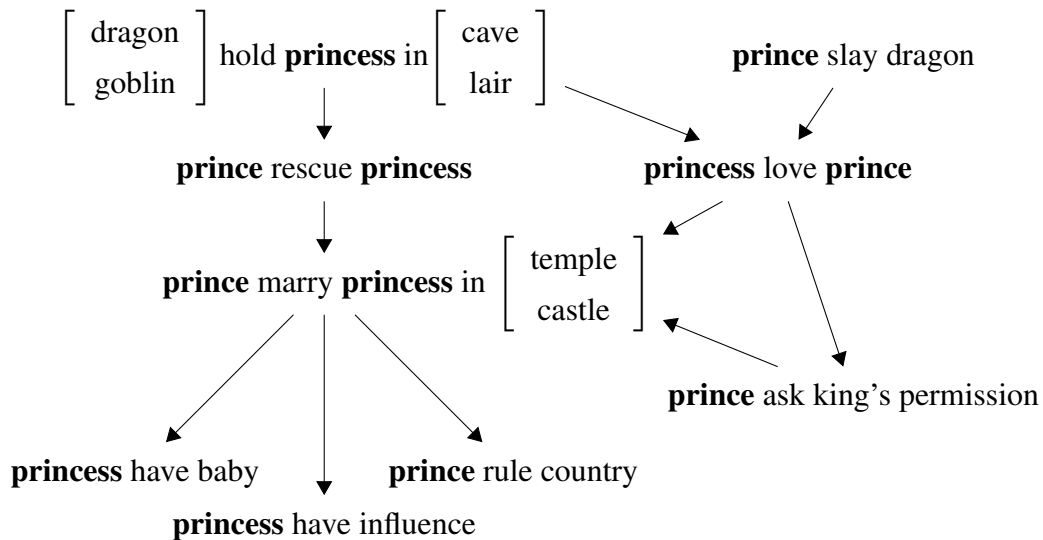 dragon
goblin
hold princess in
cave
lair
prince slay dragon
prince rescue princess
princess love prince
prince marry princess in
temple
castle
prince ask king's permission
princess have baby
prince rule country
princess have influence